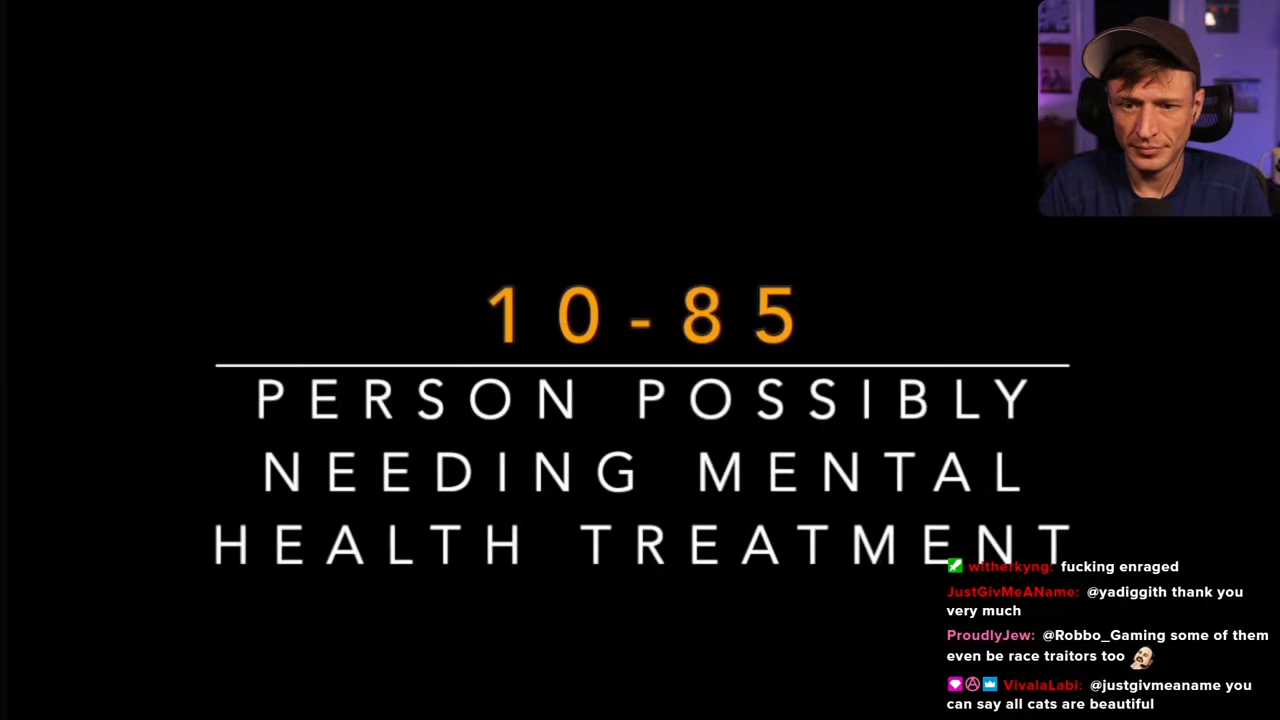 10-85
PERSON POSSIBLY
NEEDING MENTAL
HEALTH TREATMENT
witherkyng: fucking enraged
JustGivMeAName: @yadiggith thank you
very much
ProudlyJew: @Robbo_Gaming some of them
even be race traitors too
VivalaLabi: @justgivmeaname you
can say all cats are beautiful